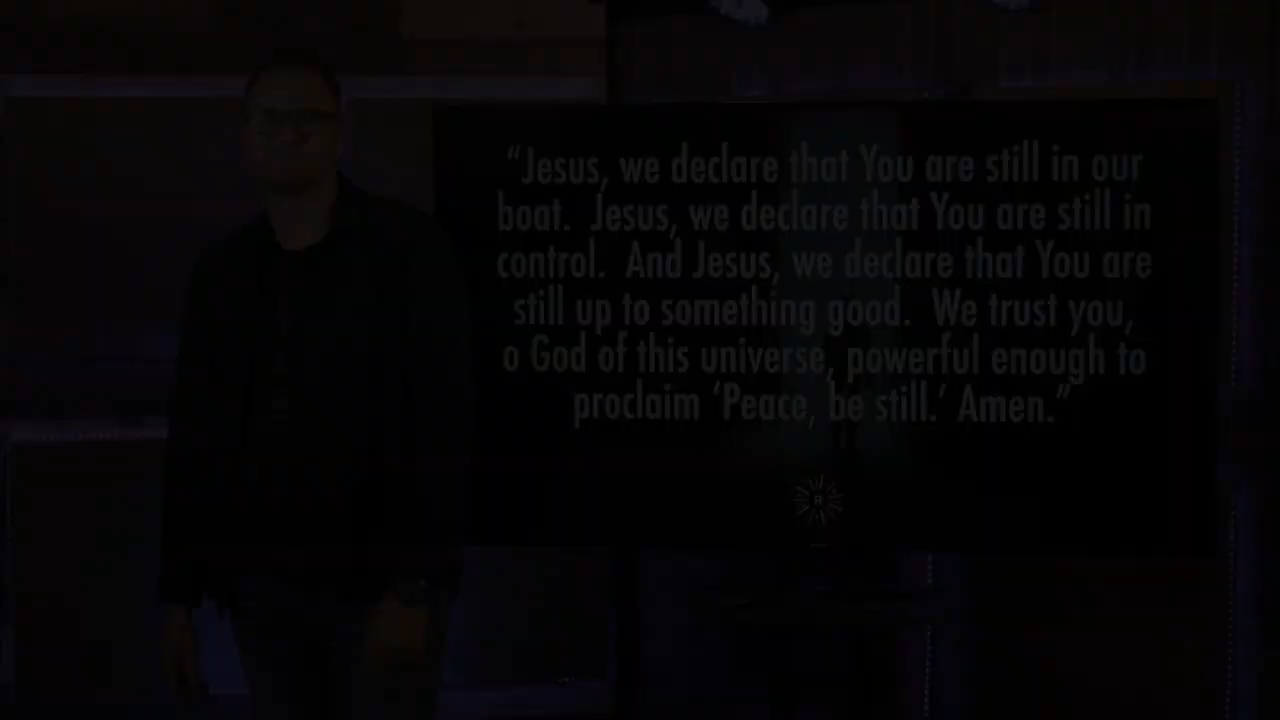 “Jesus, we declare that You are still in our
boat.  Jesus, we declare that You are still in
control.  And Jesus, we declare that You are
still up to something good.  We trust you,
o God of this universe, powerful enough to
proclaim ‘Peace, be still.’ Amen.”
R